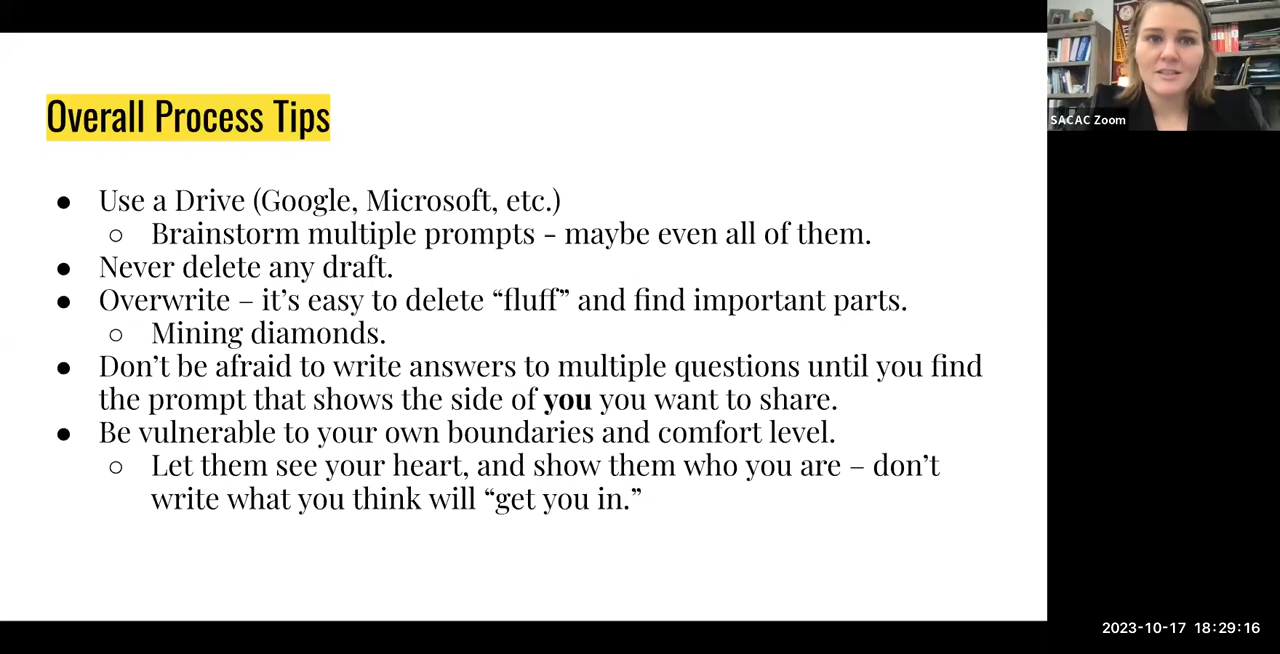 Overall Process Tips
● Use a Drive (Google, Microsoft, etc.)
○ Brainstorm multiple prompts - maybe even all of them.
● Never delete any draft.
● Overwrite – it’s easy to delete “fluff” and find important parts.
○ Mining diamonds.
● Don’t be afraid to write answers to multiple questions until you find
the prompt that shows the side of you you want to share.
● Be vulnerable to your own boundaries and comfort level.
○ Let them see your heart, and show them who you are – don’t
write what you think will “get you in.”
SACAC Zoom
2023-10-17 18:29:16